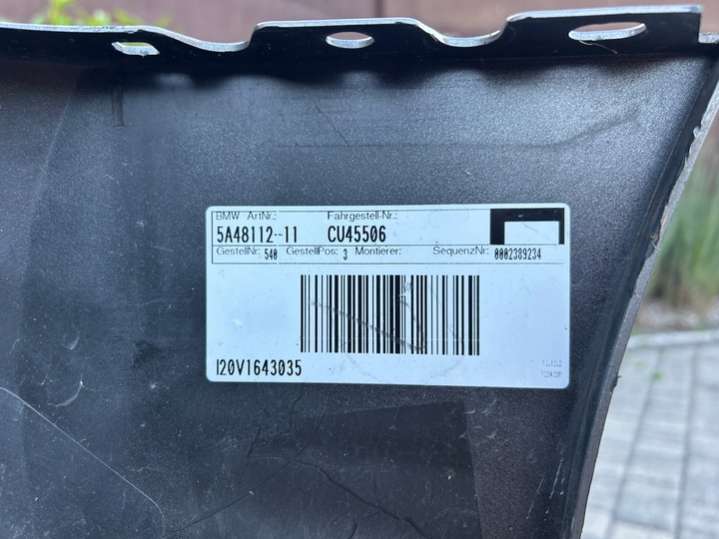 BMW ArtNr.: Fahrgestell-Nr.:
5A48112--11 CU45506
GestellNr.: 540 GestellPos: 3 Montierer: SequenzNr.: 0002389234
I20V1643035